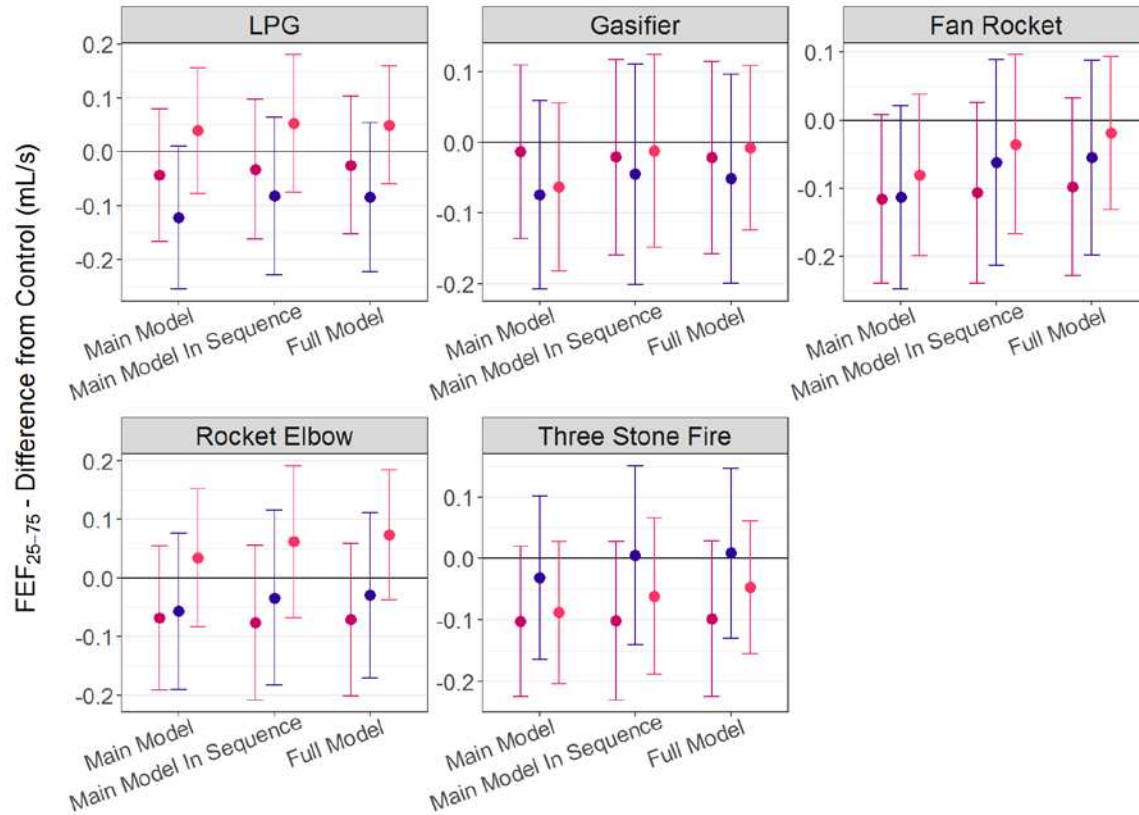 FEF25–75 - Difference from Control (mL/s)
LPG
0.2
0.1
0.0
-0.1
-0.2
Main Model
Main Model In Sequence
Full Model
Gasifier
0.1
0.0
-0.1
-0.2
Main Model
Main Model In Sequence
Full Model
Fan Rocket
0.1
0.0
-0.1
-0.2
Main Model
Main Model In Sequence
Full Model
Rocket Elbow
0.2
0.1
0.0
-0.1
-0.2
Main Model
Main Model In Sequence
Full Model
Three Stone Fire
0.1
0.0
-0.1
-0.2
Main Model
Main Model In Sequence
Full Model